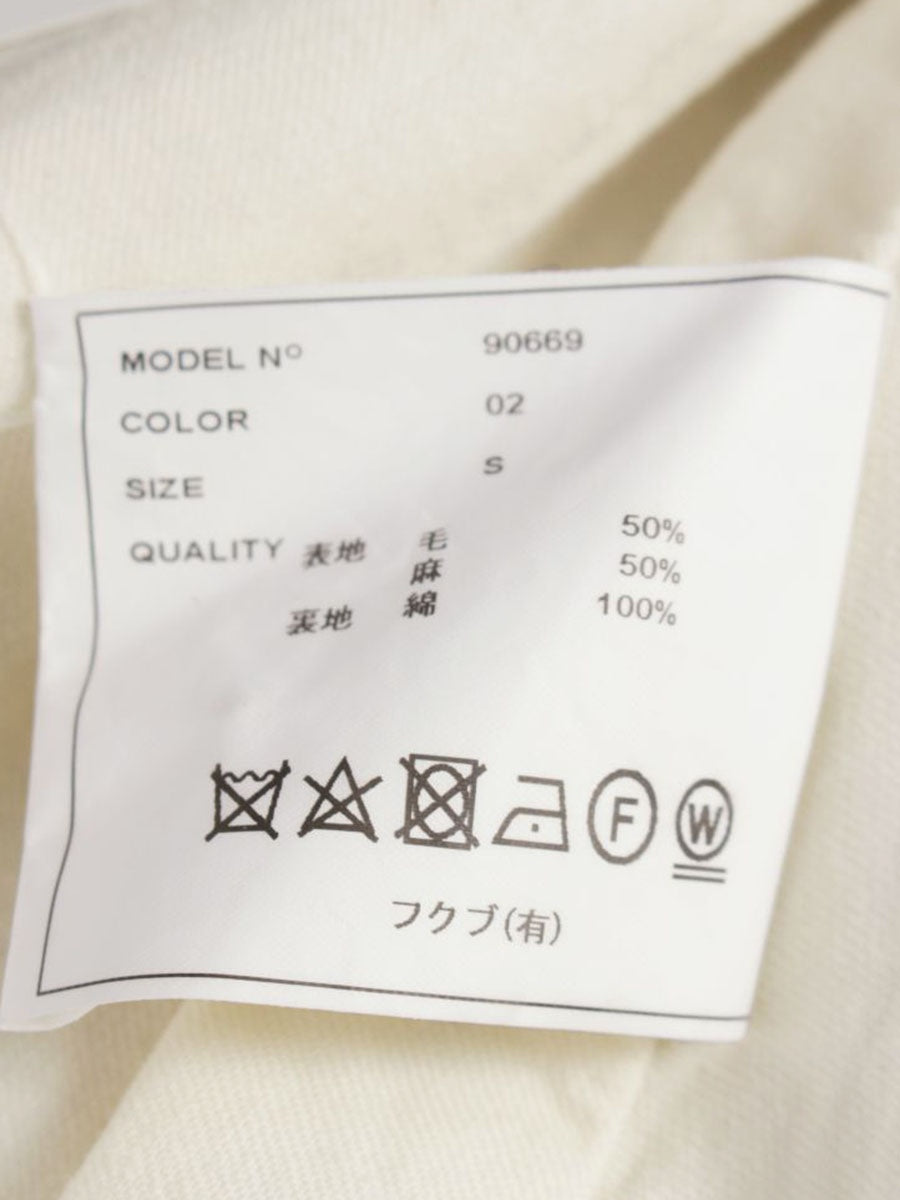 MODEL Nº 90669
COLOR 02
SIZE S
QUALITY 表地 毛 50%
麻 50%
裏地 綿 100%
F W
フクブ(有)